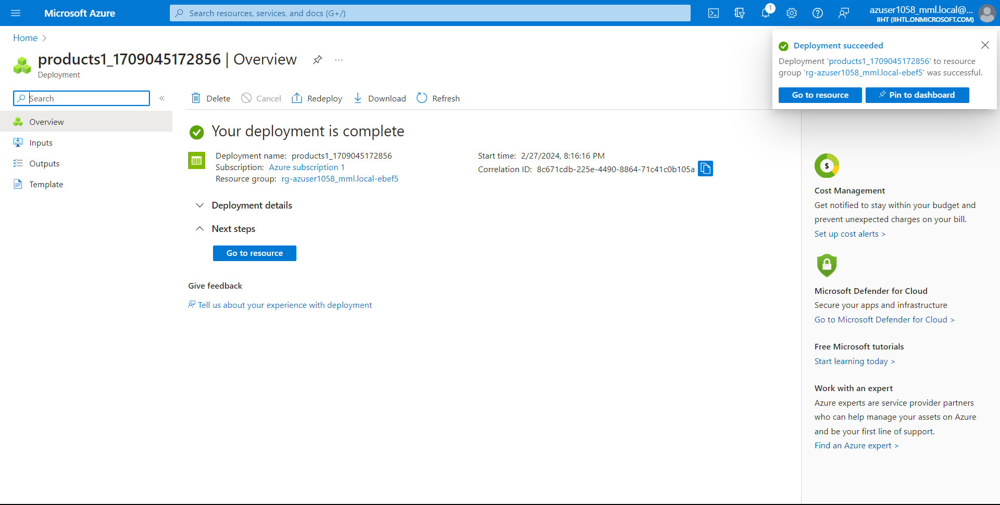 Microsoft Azure
Search resources, services, and docs (G+/)
1
azuser1058_mml.local@...
IIHT (IIHTL.ONMICROSOFT.COM)
Home
products1_1709045172856 | Overview
...
Deployment
Search
«
Overview
Inputs
Outputs
Template
Delete
Cancel
Redeploy
Download
Refresh
Your deployment is complete
Deployment name: products1_1709045172856
Subscription: Azure subscription 1
Resource group: rg-azuser1058_mml.local-ebef5
Start time: 2/27/2024, 8:16:16 PM
Correlation ID: 8c671cdb-225e-4490-8864-71c41c0b105a
Deployment details
Next steps
Go to resource
Give feedback
Tell us about your experience with deployment
Deployment succeeded
Deployment 'products1_1709045172856' to resource
group 'rg-azuser1058_mml.local-ebef5' was successful.
Go to resource
Pin to dashboard
$
Cost Management
Get notified to stay within your budget and
prevent unexpected charges on your bill.
Set up cost alerts >
Microsoft Defender for Cloud
Secure your apps and infrastructure
Go to Microsoft Defender for Cloud >
Free Microsoft tutorials
Start learning today >
Work with an expert
Azure experts are service provider partners
who can help manage your assets on Azure
and be your first line of support.
Find an Azure expert >